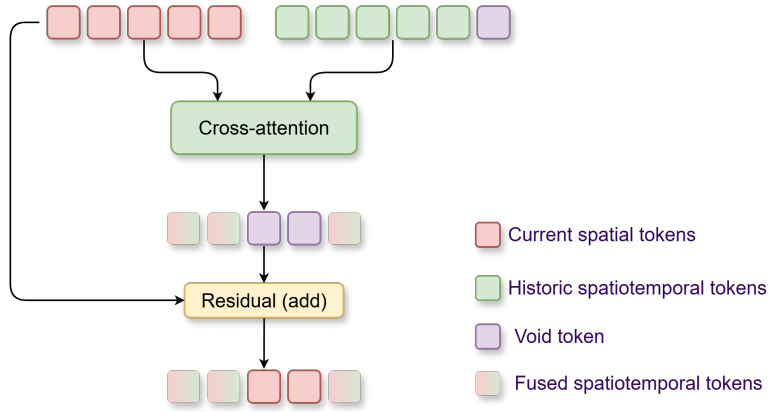 Cross-attention
Current spatial tokens
Historic spatiotemporal tokens
Residual (add)
Void token
Fused spatiotemporal tokens